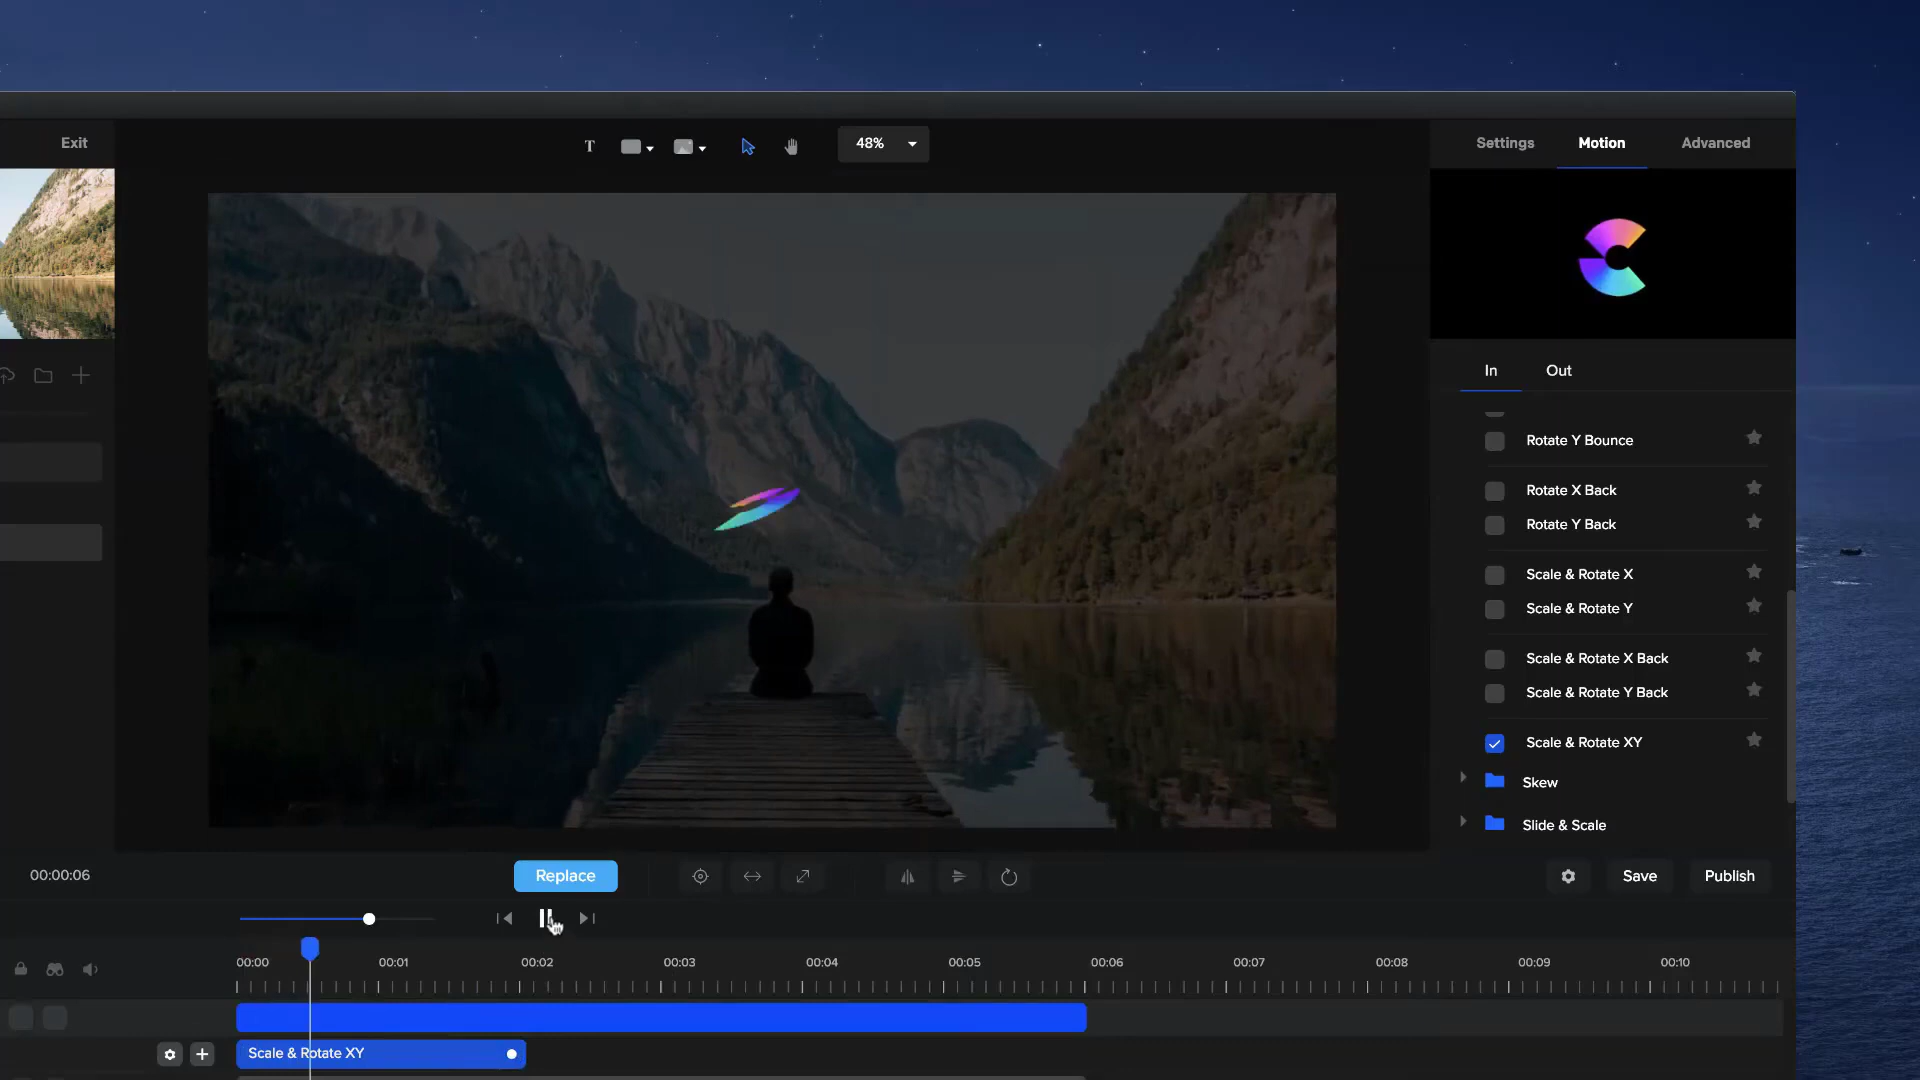 Exit
T
48%
Settings
Motion
Advanced
In
Out
Rotate Y Bounce
Rotate X Back
Rotate Y Back
Scale & Rotate X
Scale & Rotate Y
Scale & Rotate X Back
Scale & Rotate Y Back
Scale & Rotate XY
Skew
Slide & Scale
00:00:06
Replace
Save
Publish
00:00
00:01
00:02
00:03
00:04
00:05
00:06
00:07
00:08
00:09
00:10
Scale & Rotate XY